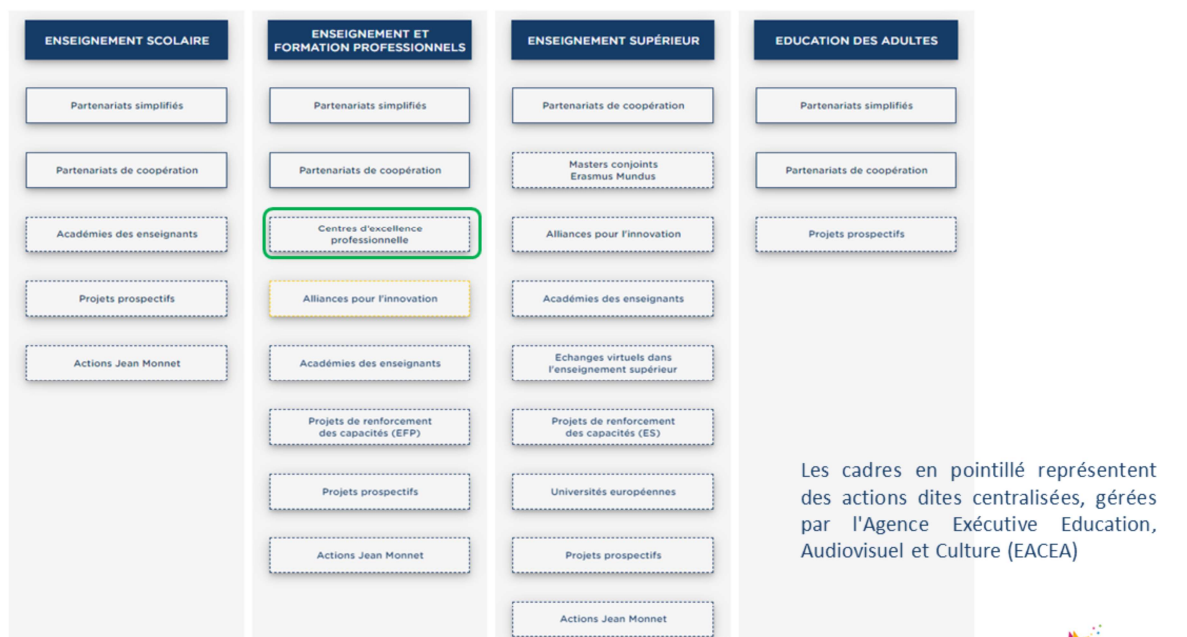 ENSEIGNEMENT SCOLAIRE
Partenariats simplifiés
Partenariats de coopération
Académies des enseignants
Projets prospectifs
Actions Jean Monnet
ENSEIGNEMENT ET
FORMATION PROFESSIONNELS
Partenariats simplifiés
Partenariats de coopération
Centres d'excellence
professionnelle
Alliances pour l'innovation
Académies des enseignants
Projets de renforcement
des capacités (EFP)
Projets prospectifs
Actions Jean Monnet
ENSEIGNEMENT SUPÉRIEUR
Partenariats de coopération
Masters conjoints
Erasmus Mundus
Alliances pour l'innovation
Académies des enseignants
Echanges virtuels dans
l'enseignement supérieur
Projets de renforcement
des capacités (ES)
Universités européennes
Projets prospectifs
Actions Jean Monnet
EDUCATION DES ADULTES
Partenariats simplifiés
Partenariats de coopération
Projets prospectifs
Les cadres en pointillé représentent
des actions dites centralisées, gérées
par l'Agence Exécutive Education,
Audiovisuel et Culture (EACEA)